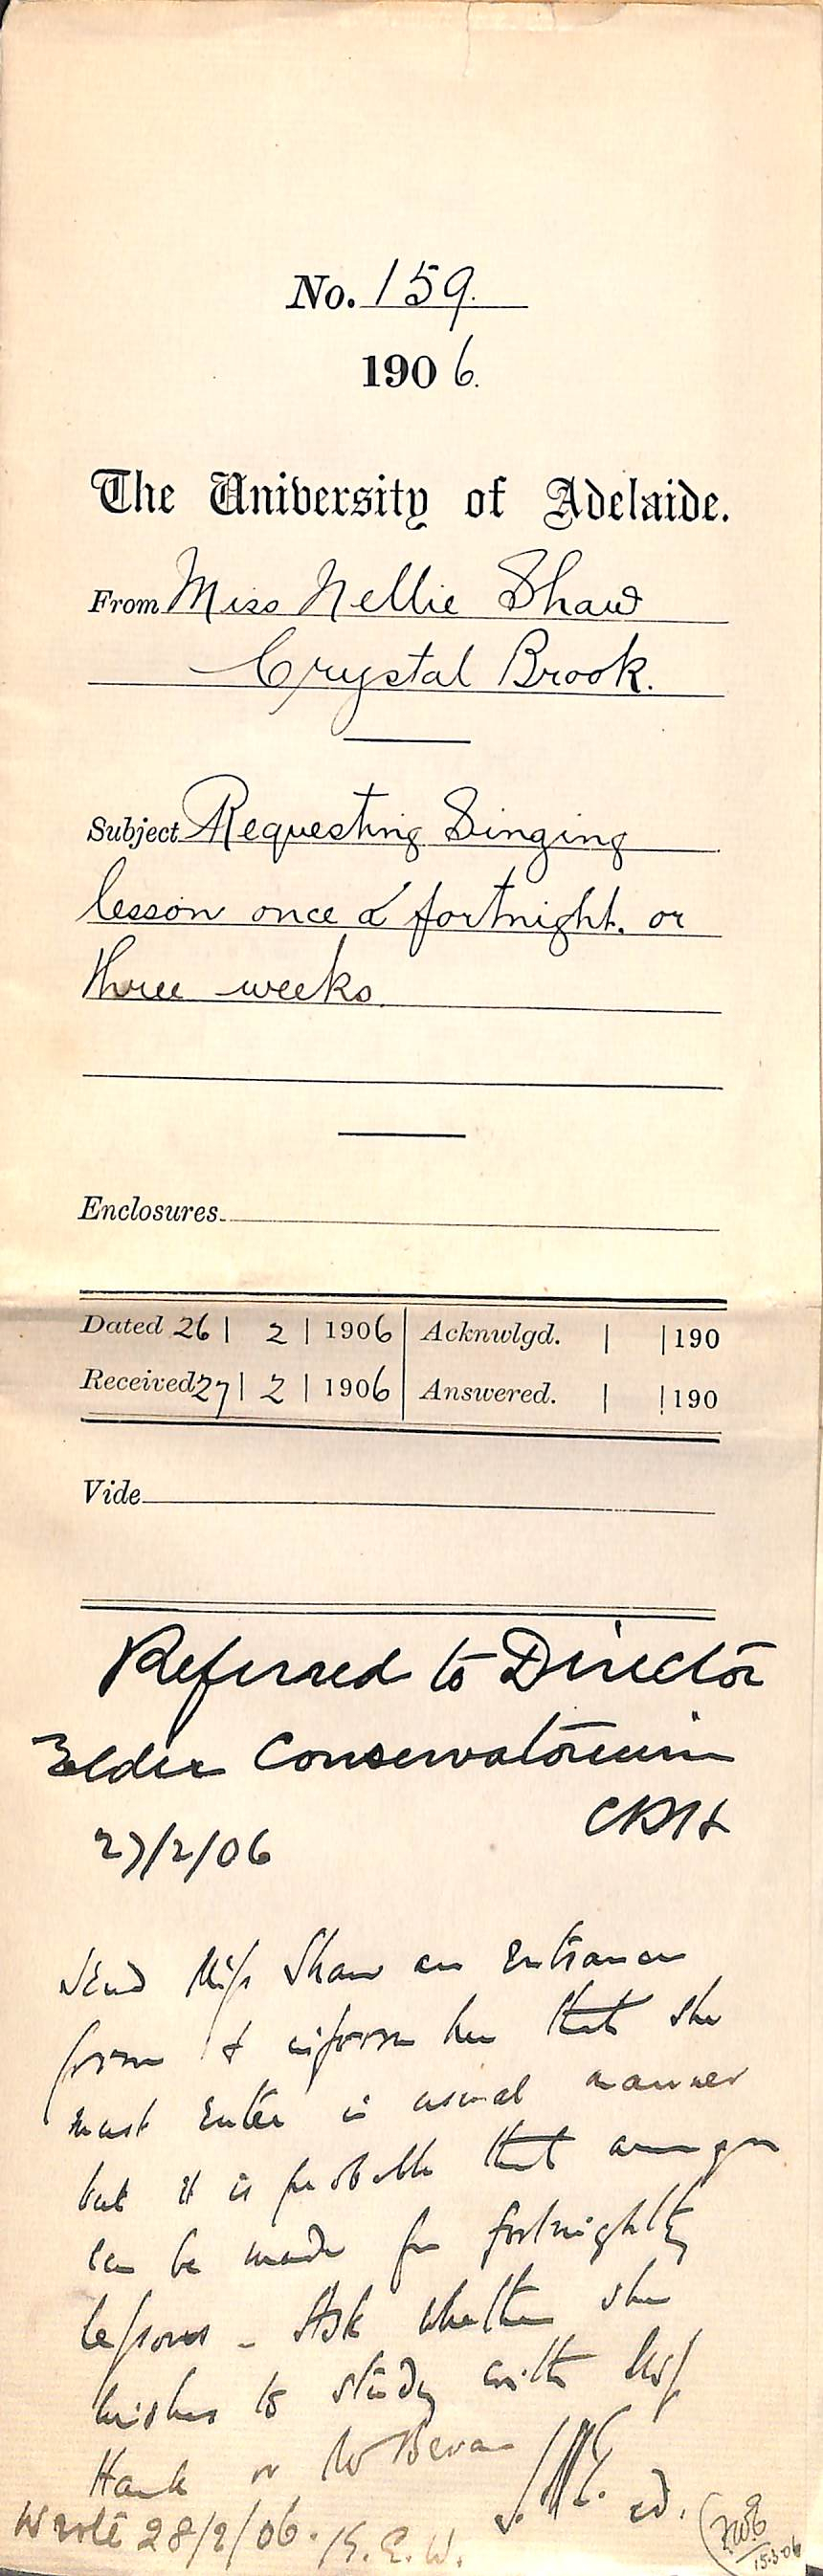 No. 159.
1906.
The University of Adelaide.
From Miss Nellie Shaw
Crystal Brook.
Subject Requesting Singing
lesson once a fortnight. or
three weeks.
Enclosures.
Dated 26 | 2 | 1906 Acknwlgd. | | 190
Received 27 | 2 | 1906 Answered. | | 190
Vide
Referred to Director
Elder Conservatorium
27/2/06 CRH
Send Miss Shaw an Entrance
form & inform her that she
must Enter in usual manner
but it is probable that
can be made for fortnightly
lessons - Ask whether she
wishes to study with
Hack or Bevan
Wrote 28/2/06.
15.3.06